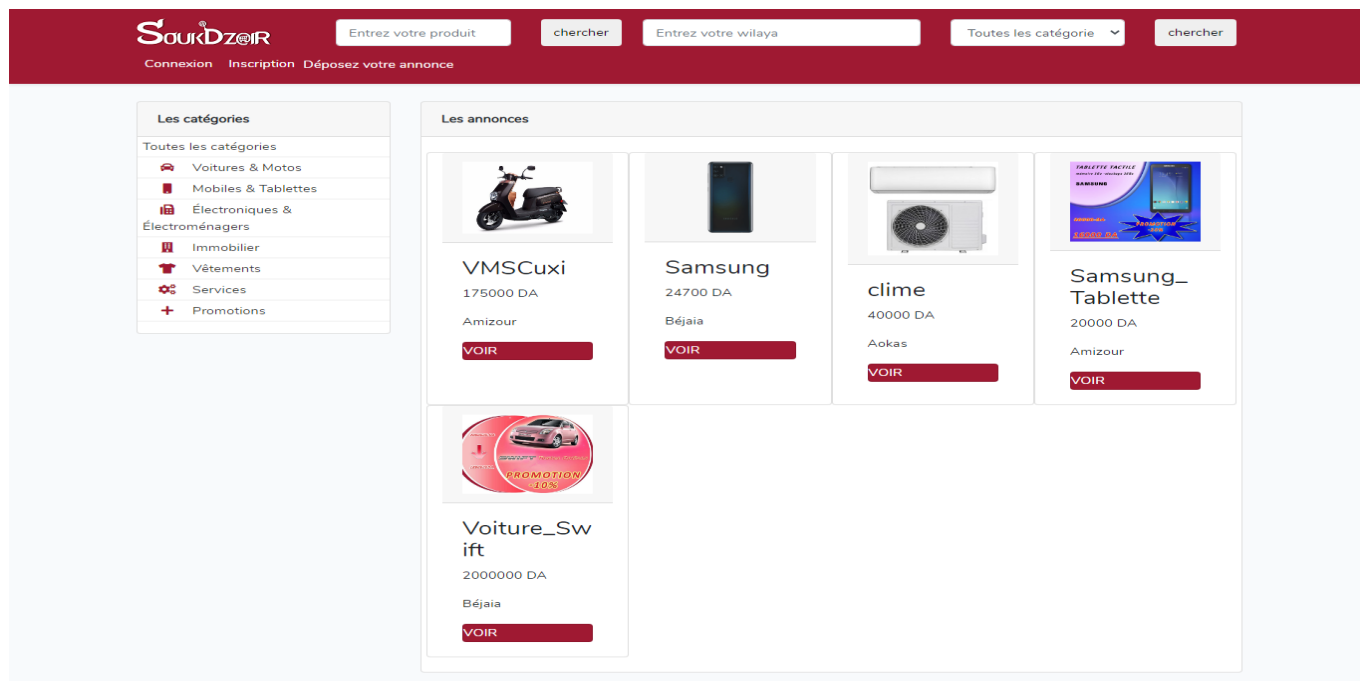 SoukDz@iR
Entrez votre produit
chercher
Entrez votre wilaya
Toutes les catégorie
chercher
Connexion
Inscription
Déposez votre annonce
Les catégories
Toutes les catégories
Voitures & Motos
Mobiles & Tablettes
Électroniques &
Électroménagers
Immobilier
Vêtements
Services
Promotions
Les annonces
VMSCuxi
175000 DA
Amizour
VOIR
Samsung
24700 DA
Béjaia
VOIR
clime
40000 DA
Aokas
VOIR
TABLETTE TACTILE
SAMSUNG
PROMOTION
Samsung_
Tablette
20000 DA
Amizour
VOIR
PROMOTION
-10%
Voiture_Sw
ift
2000000 DA
Béjaia
VOIR